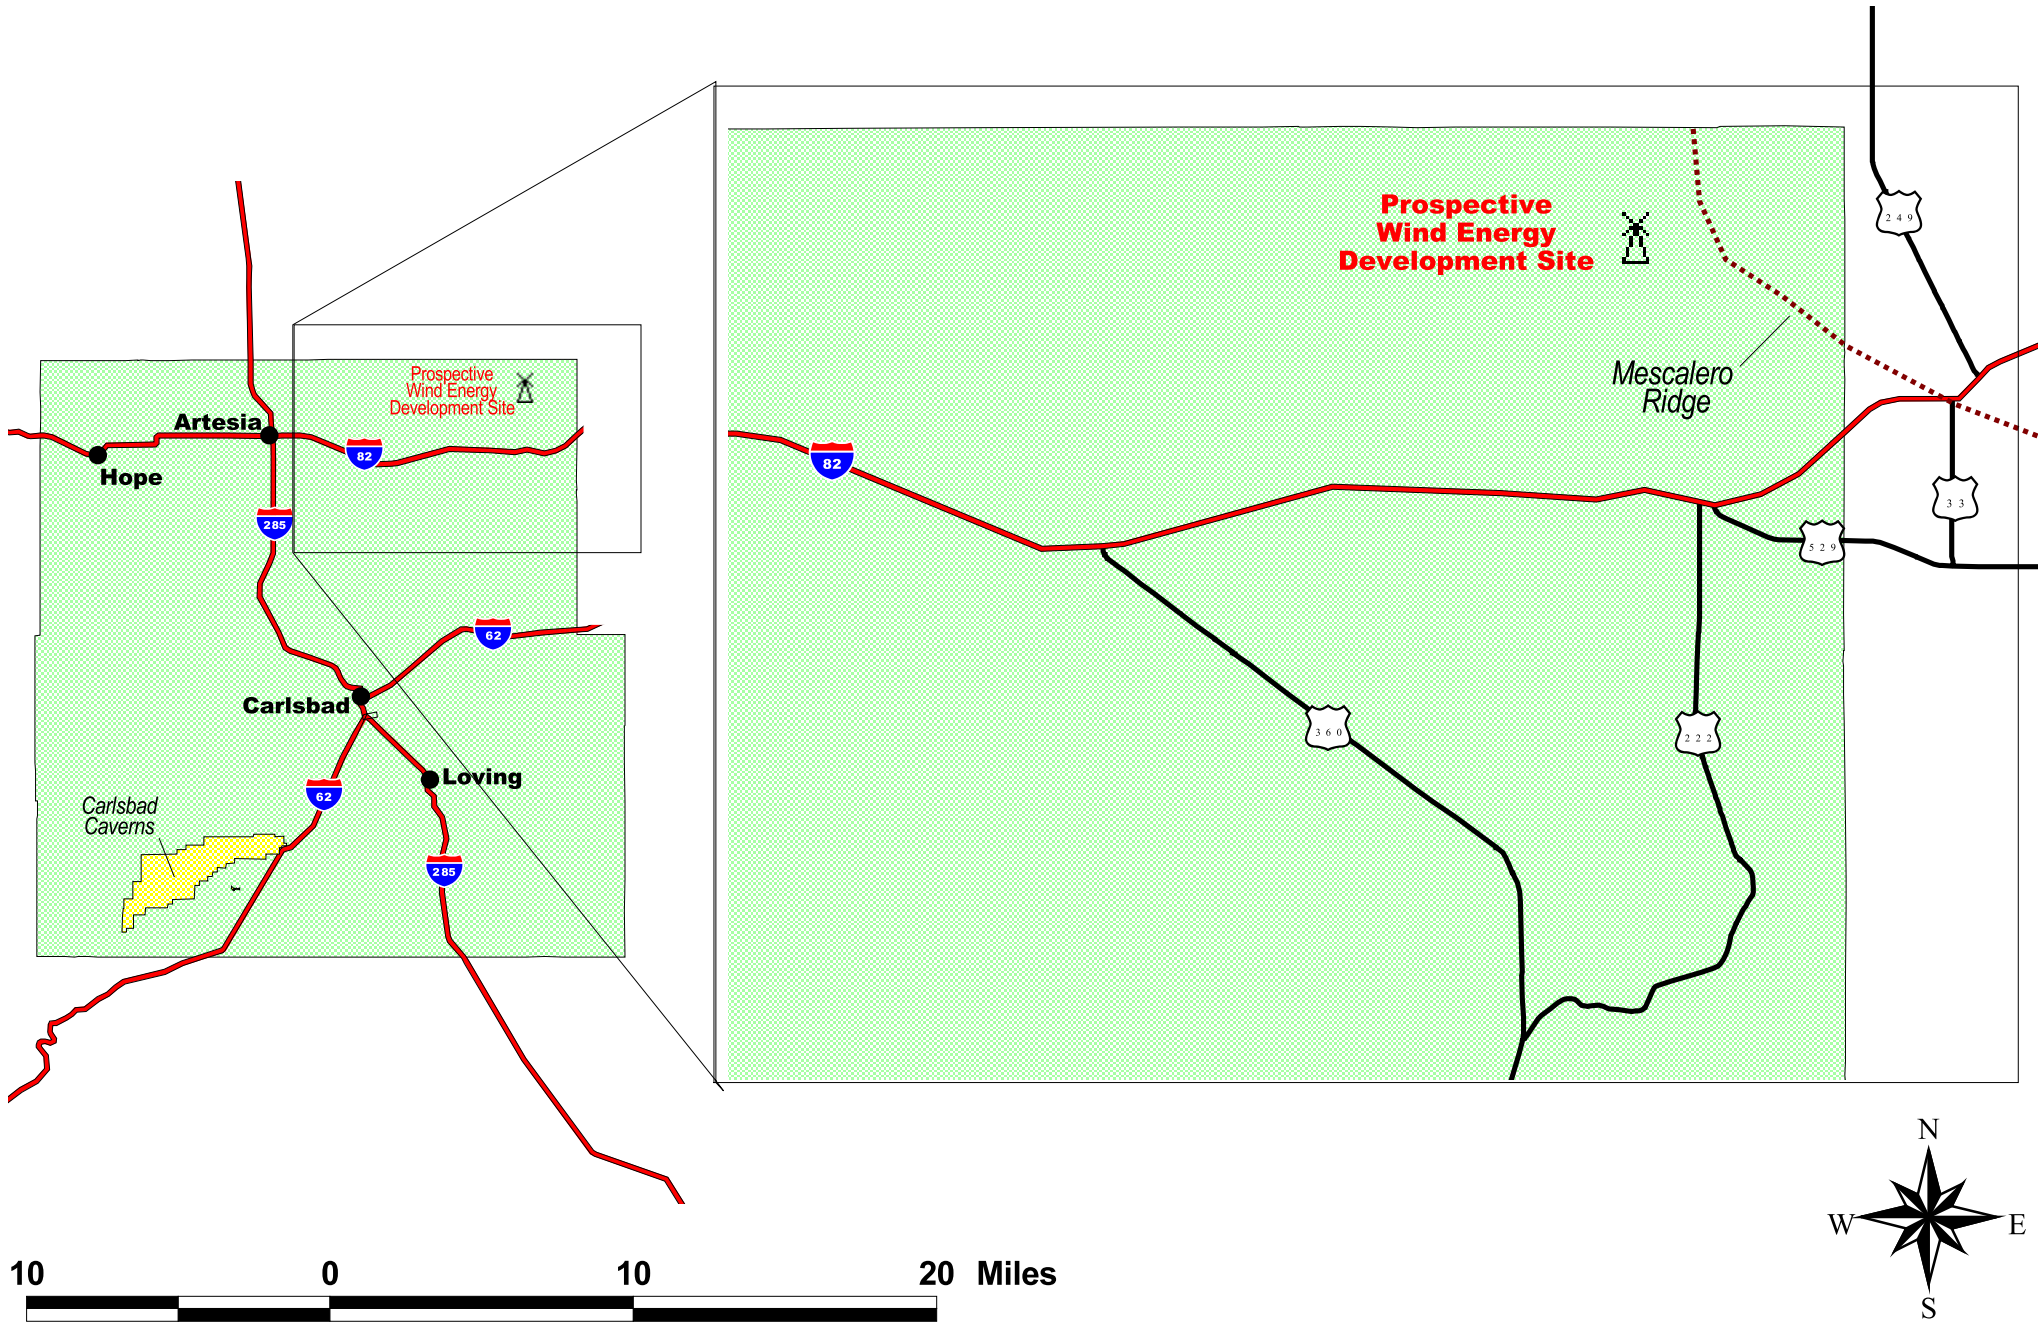 Prospective
Wind Energy
Development Site
Artesia
Hope
82
285
62
Carlsbad
Loving
62
Carlsbad
Caverns
285
Prospective
Wind Energy
Development Site
249
Mescalero
Ridge
82
33
529
360
222
N
W
E
S
10 0 10 20 Miles